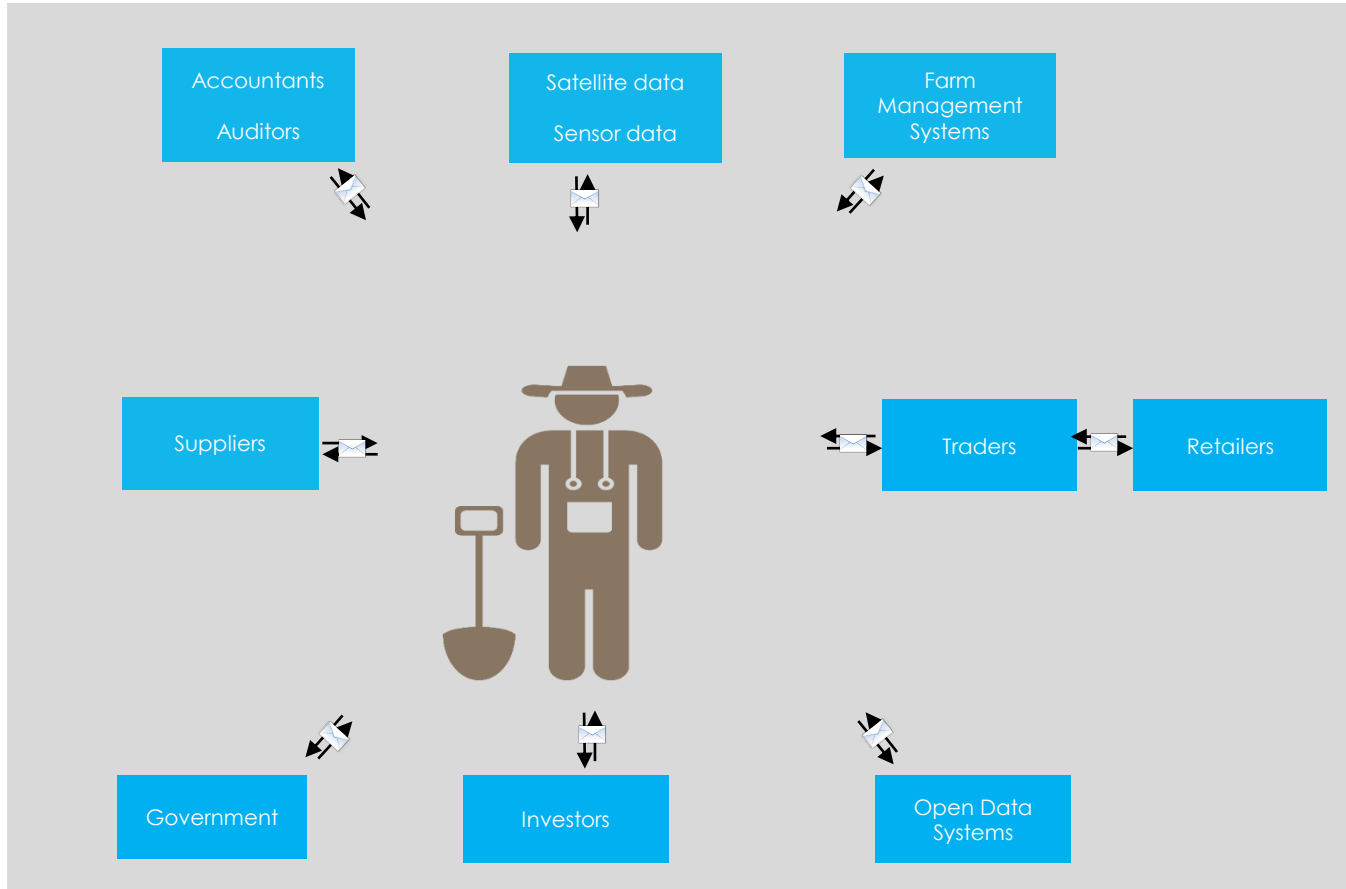 Accountants
Auditors
Satellite data
Sensor data
Farm
Management
Systems
Suppliers
Traders
Retailers
Government
Investors
Open Data
Systems